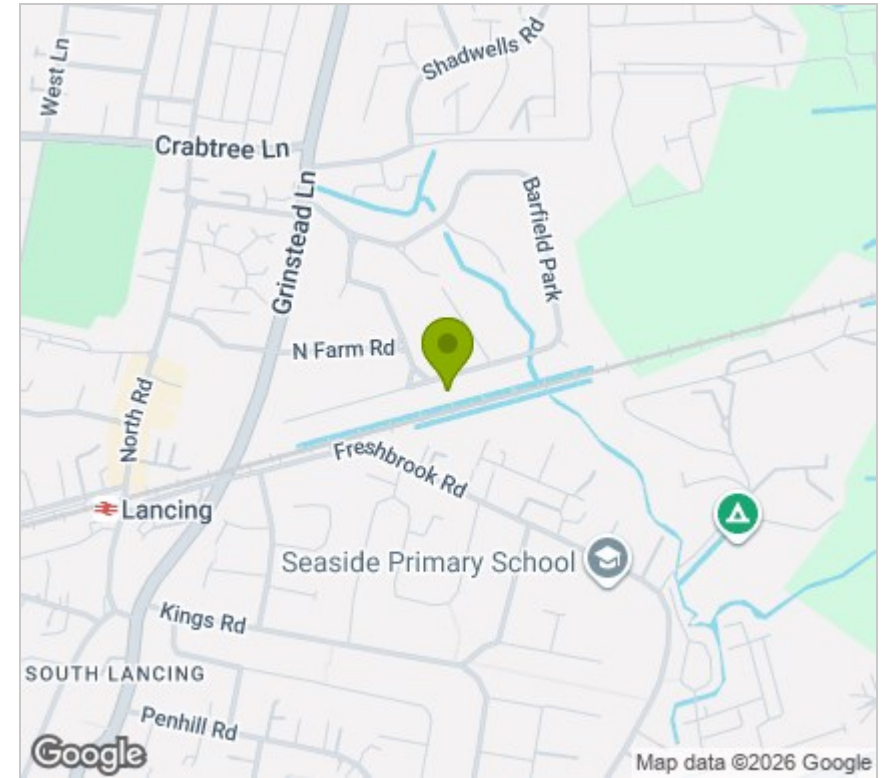 West Ln
Shadwells Rd
Crabtree Ln
Grinstead Ln
Barfield Park
N Farm Rd
North Rd
Freshbrook Rd
Lancing
Seaside Primary School
Kings Rd
SOUTH LANCING
Penhill Rd
Google
Map data ©2026 Google